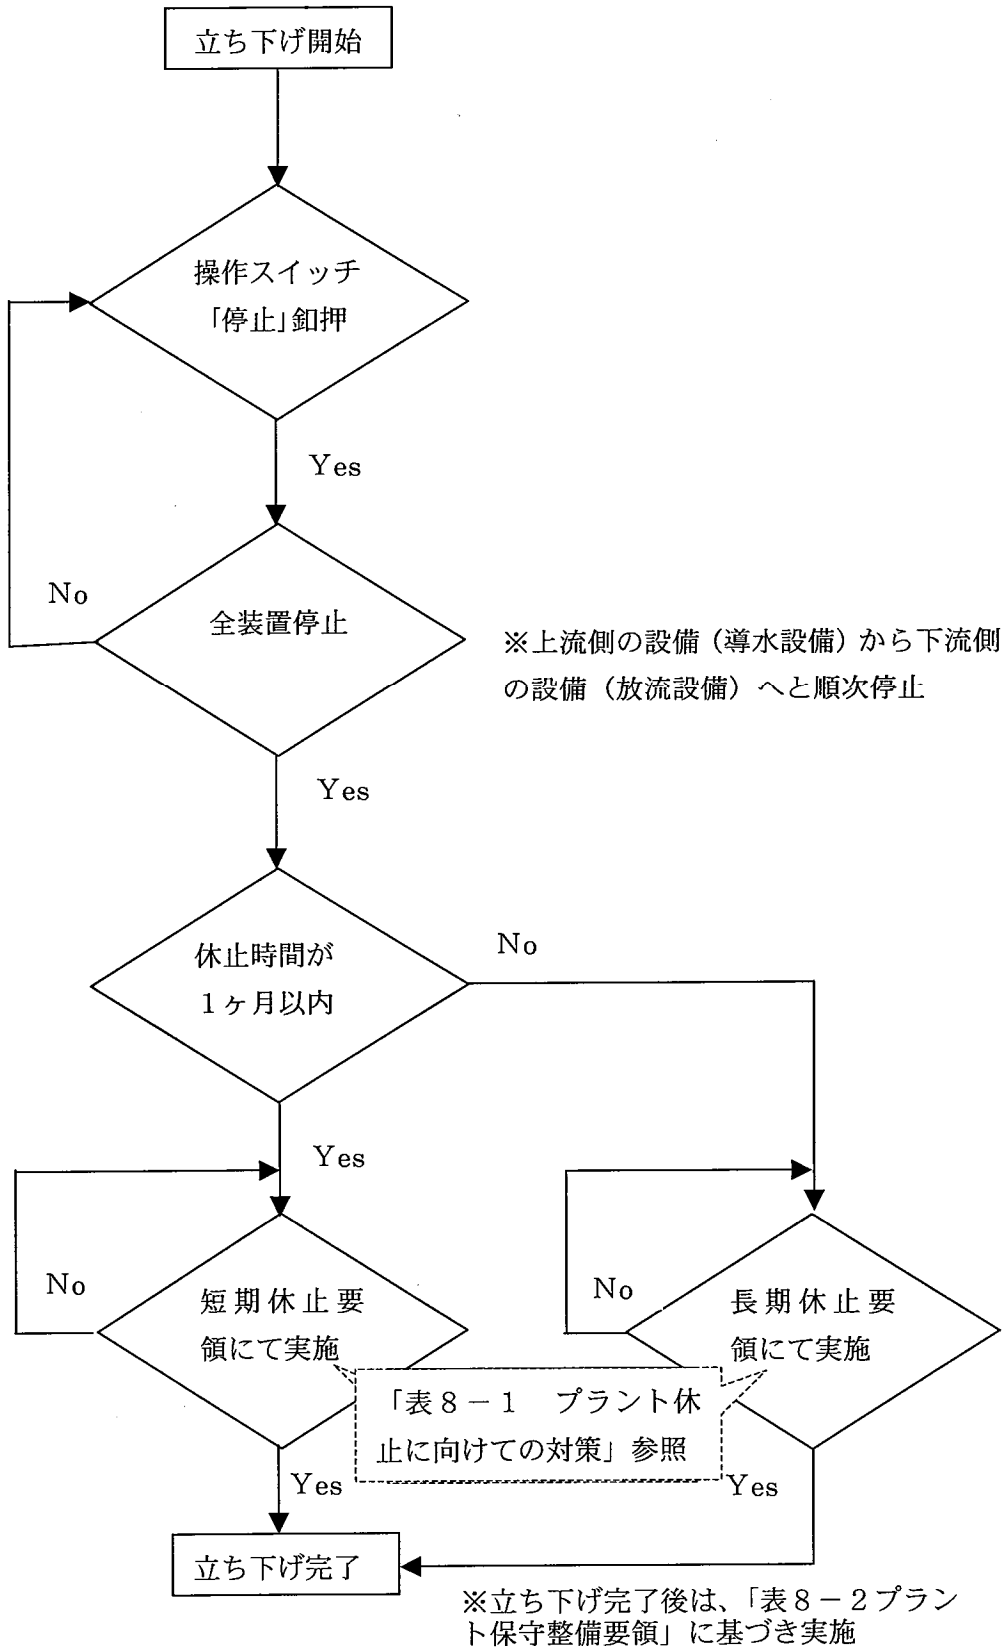 立ち下げ開始
操作スイッチ
「停止」釦押
Yes
No
全装置停止
※上流側の設備（導水設備）から下流側
の設備（放流設備）へと順次停止
Yes
休止時間が
１ヶ月以内
No
Yes
No
短期休止要
領にて実施
No
長期休止要
領にて実施
「表８－１　プラント休
止に向けての対策」参照
Yes
Yes
立ち下げ完了
※立ち下げ完了後は、「表８－２プラン
ト保守整備要領」に基づき実施